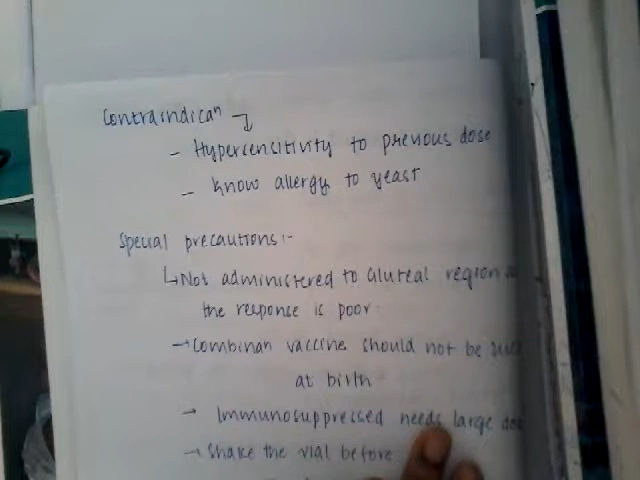 Contraindican
- Hypersensitivity to previous dose
- know allergy to yeast
Special precautions:-
↳Not administered to Gluteal region
the response is poor
→Combinan vaccine should not be
at birth
→ Immunosuppressed needs large
→ Shake the vial before